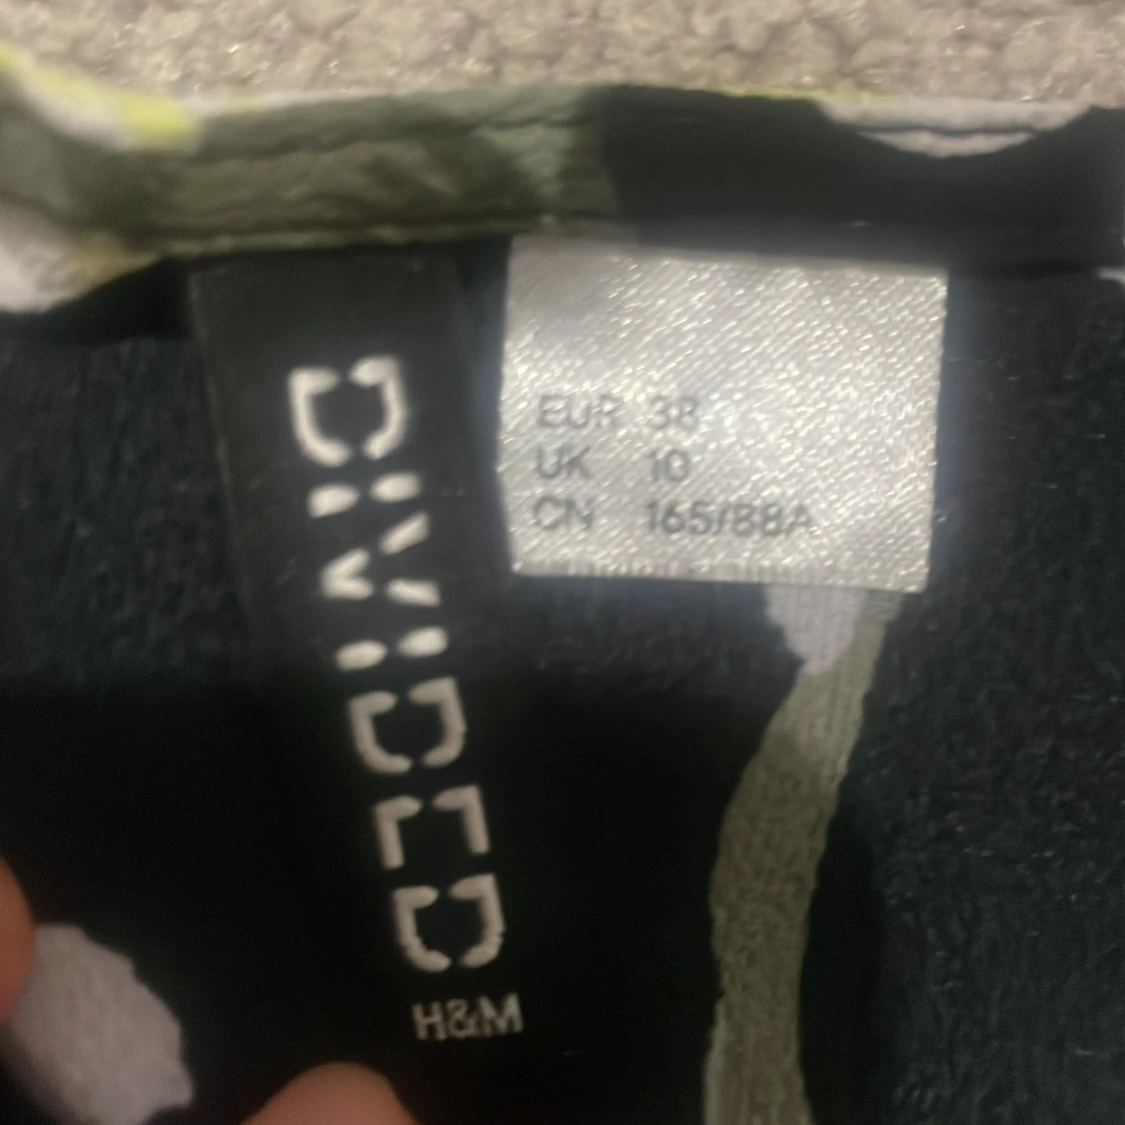 DIVIDED
H&M
EUR 38
UK 10
CN 165/88A